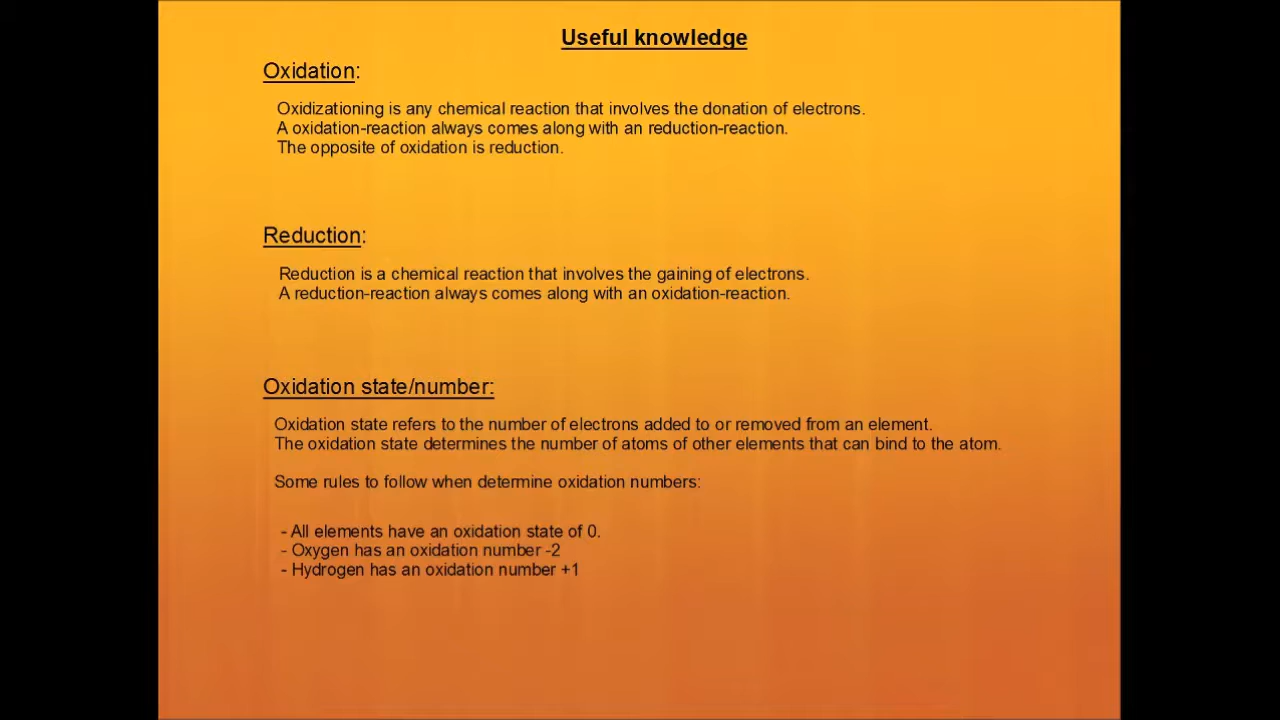 Useful knowledge
Oxidation:
Oxidizationing is any chemical reaction that involves the donation of electrons.
A oxidation-reaction always comes along with an reduction-reaction.
The opposite of oxidation is reduction.
Reduction:
Reduction is a chemical reaction that involves the gaining of electrons.
A reduction-reaction always comes along with an oxidation-reaction.
Oxidation state/number:
Oxidation state refers to the number of electrons added to or removed from an element.
The oxidation state determines the number of atoms of other elements that can bind to the atom.
Some rules to follow when determine oxidation numbers:
- All elements have an oxidation state of 0.
- Oxygen has an oxidation number -2
- Hydrogen has an oxidation number +1